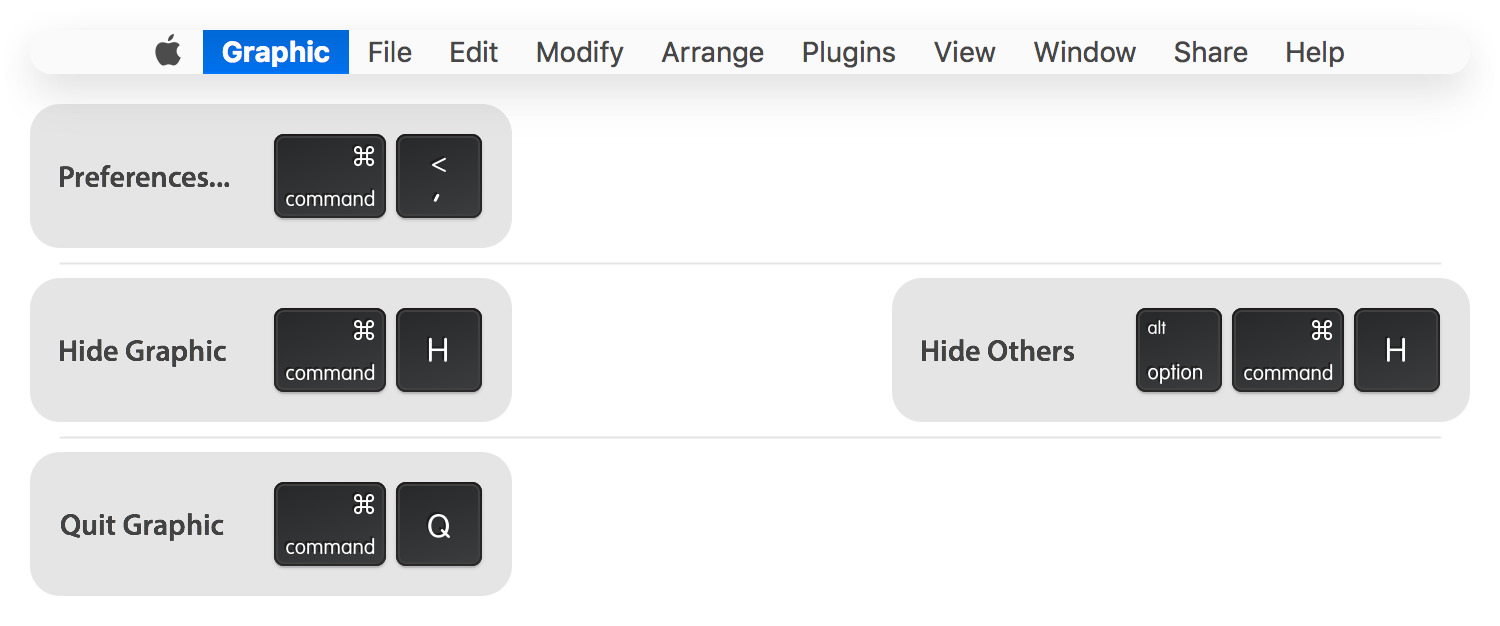 Graphic File Edit Modify Arrange Plugins View Window Share Help
Preferences... ⌘ command < ,
Hide Graphic ⌘ command H
Hide Others alt option ⌘ command H
Quit Graphic ⌘ command Q